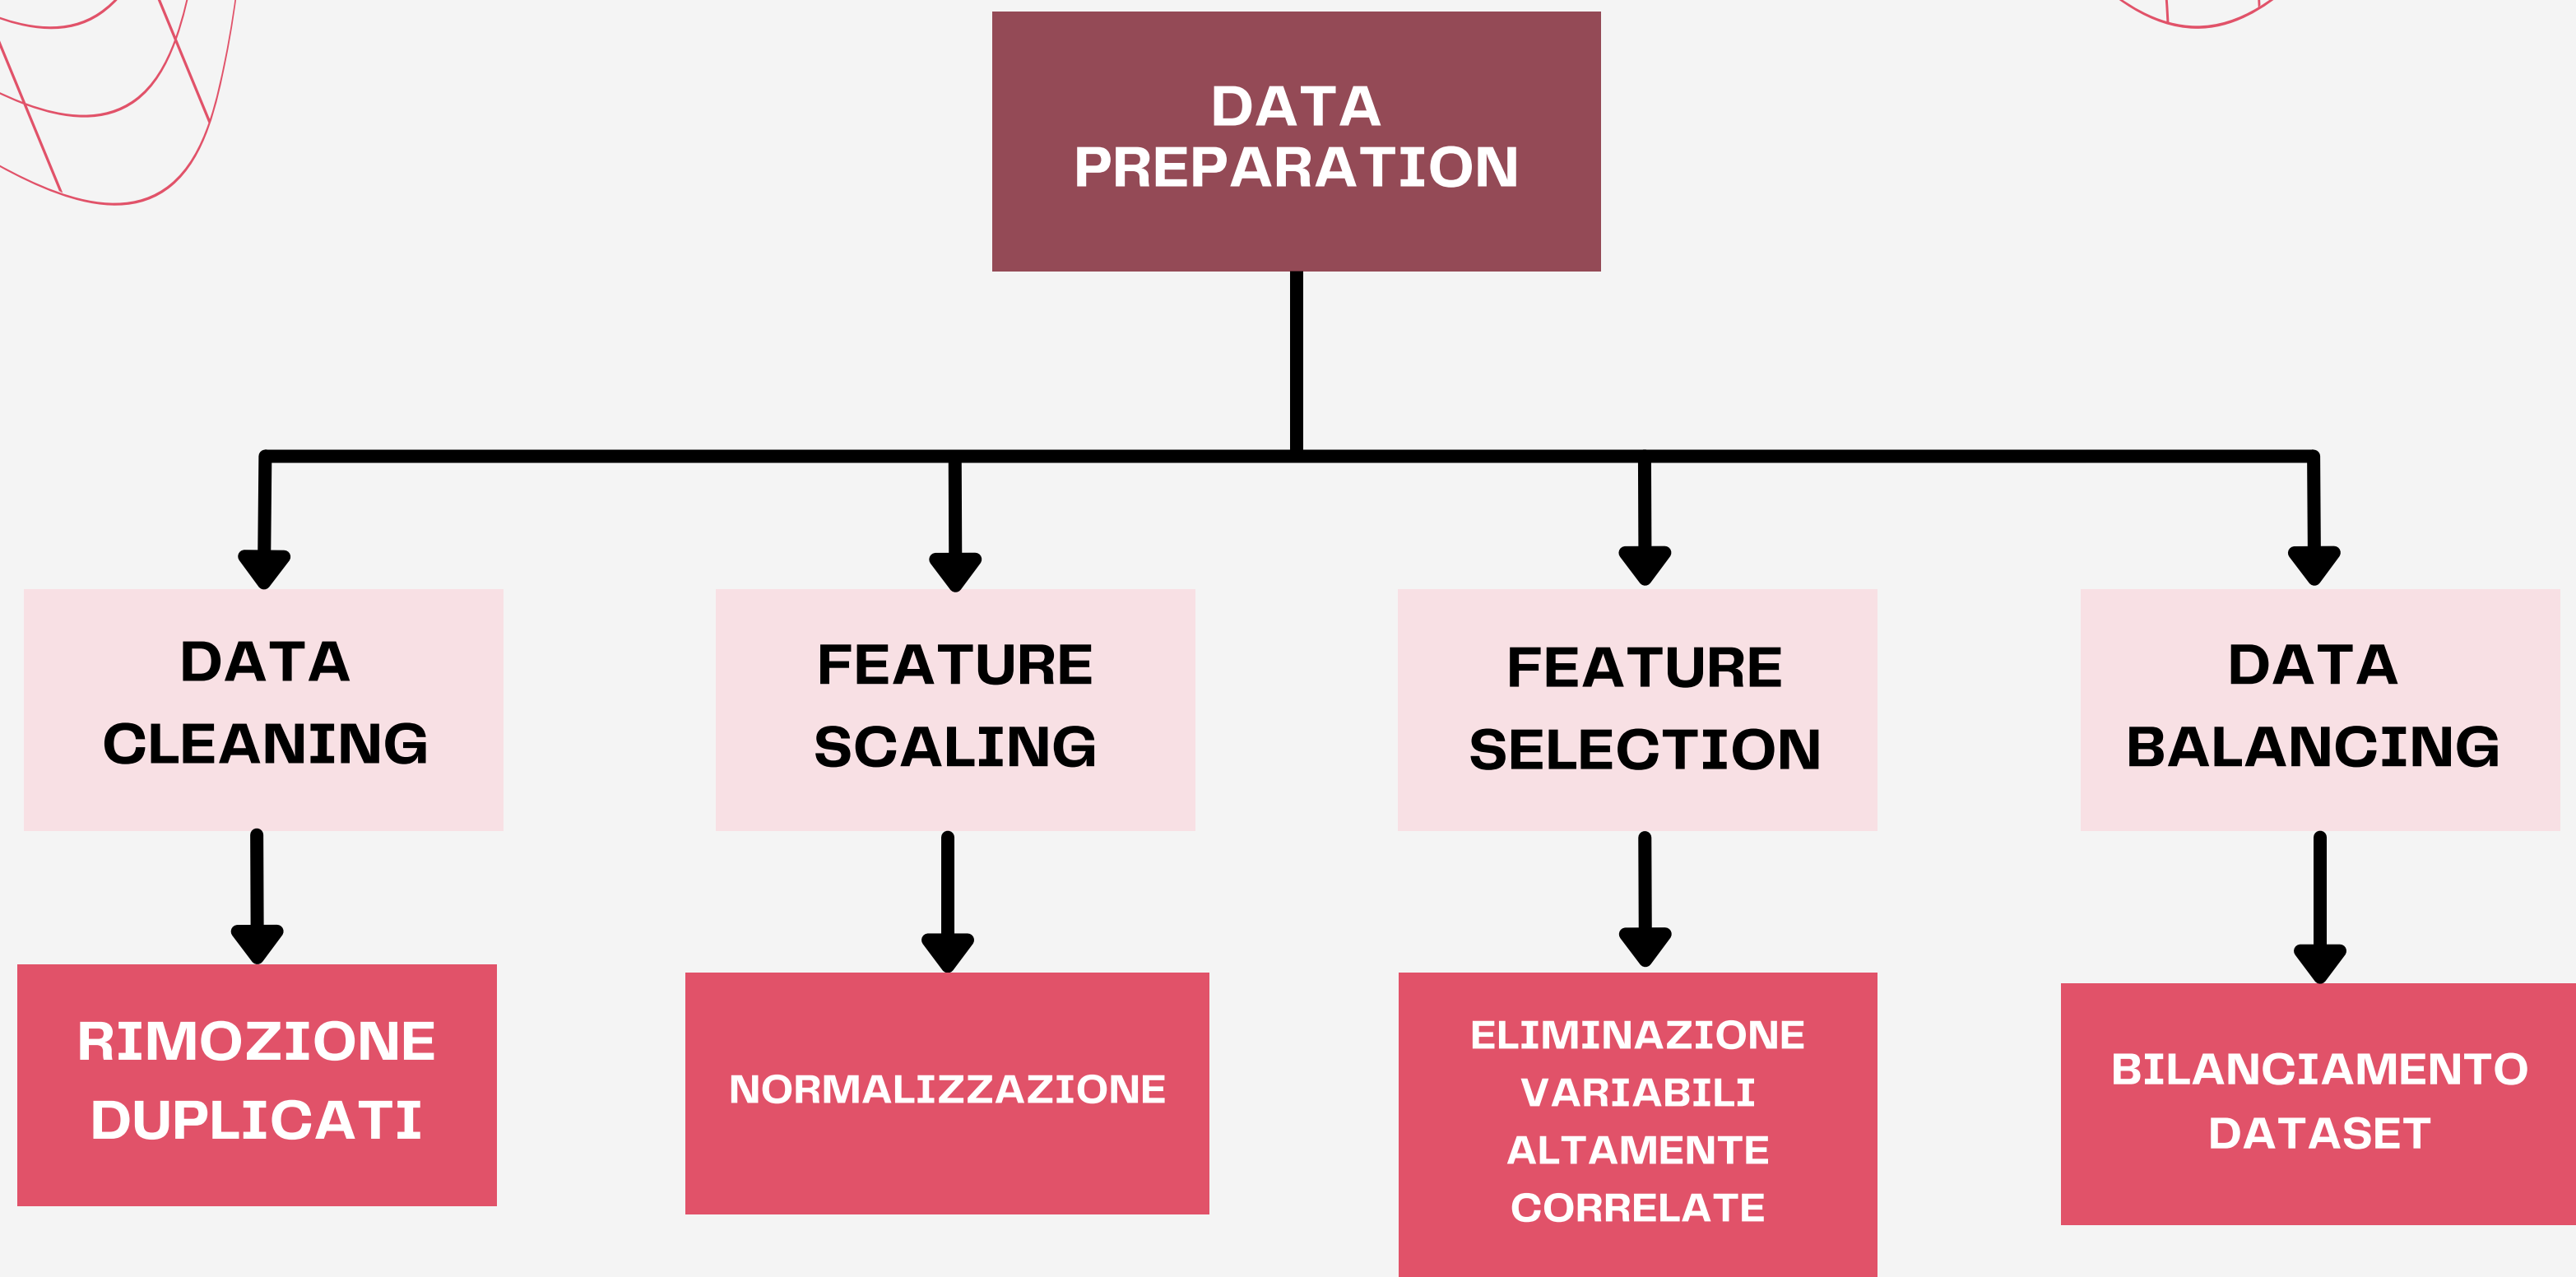 DATA
PREPARATION
DATA
CLEANING
FEATURE
SCALING
FEATURE
SELECTION
DATA
BALANCING
RIMOZIONE
DUPLICATI
NORMALIZZAZIONE
ELIMINAZIONE
VARIABILI
ALTAMENTE
CORRELATE
BILANCIAMENTO
DATASET